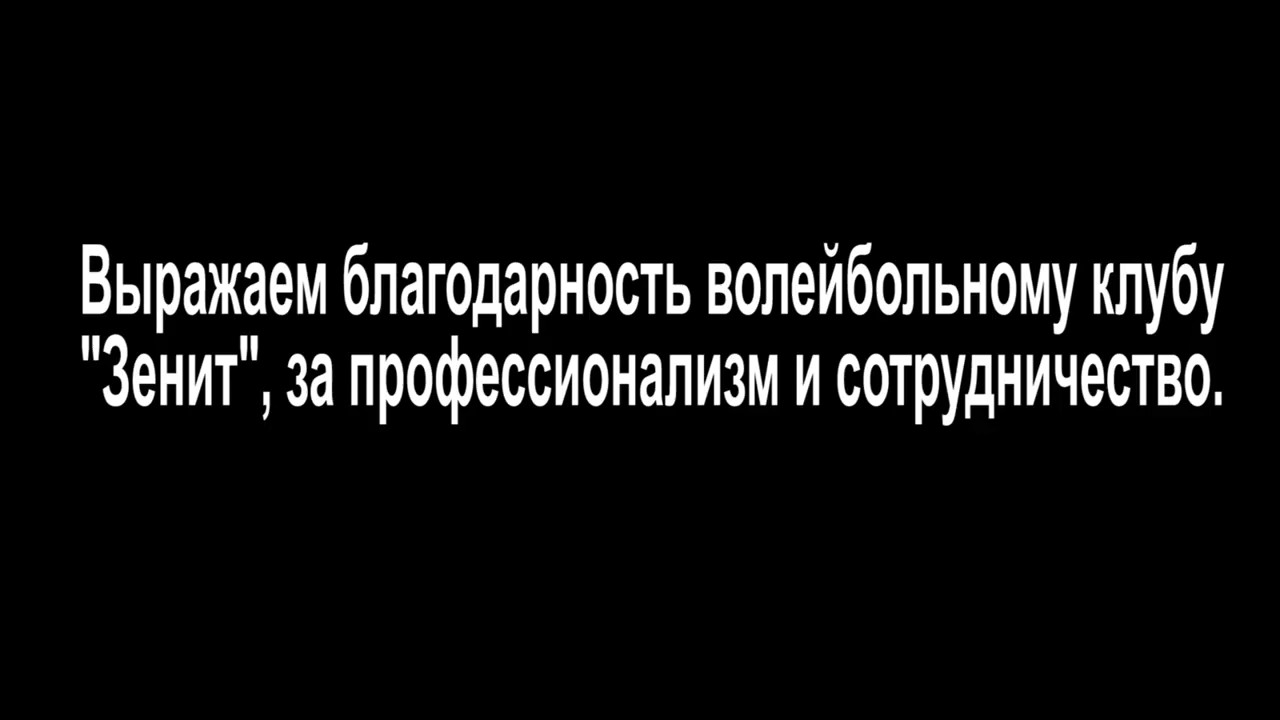 Выражаем благодарность волейбольному клубу
"Зенит", за профессионализм и сотрудничество.